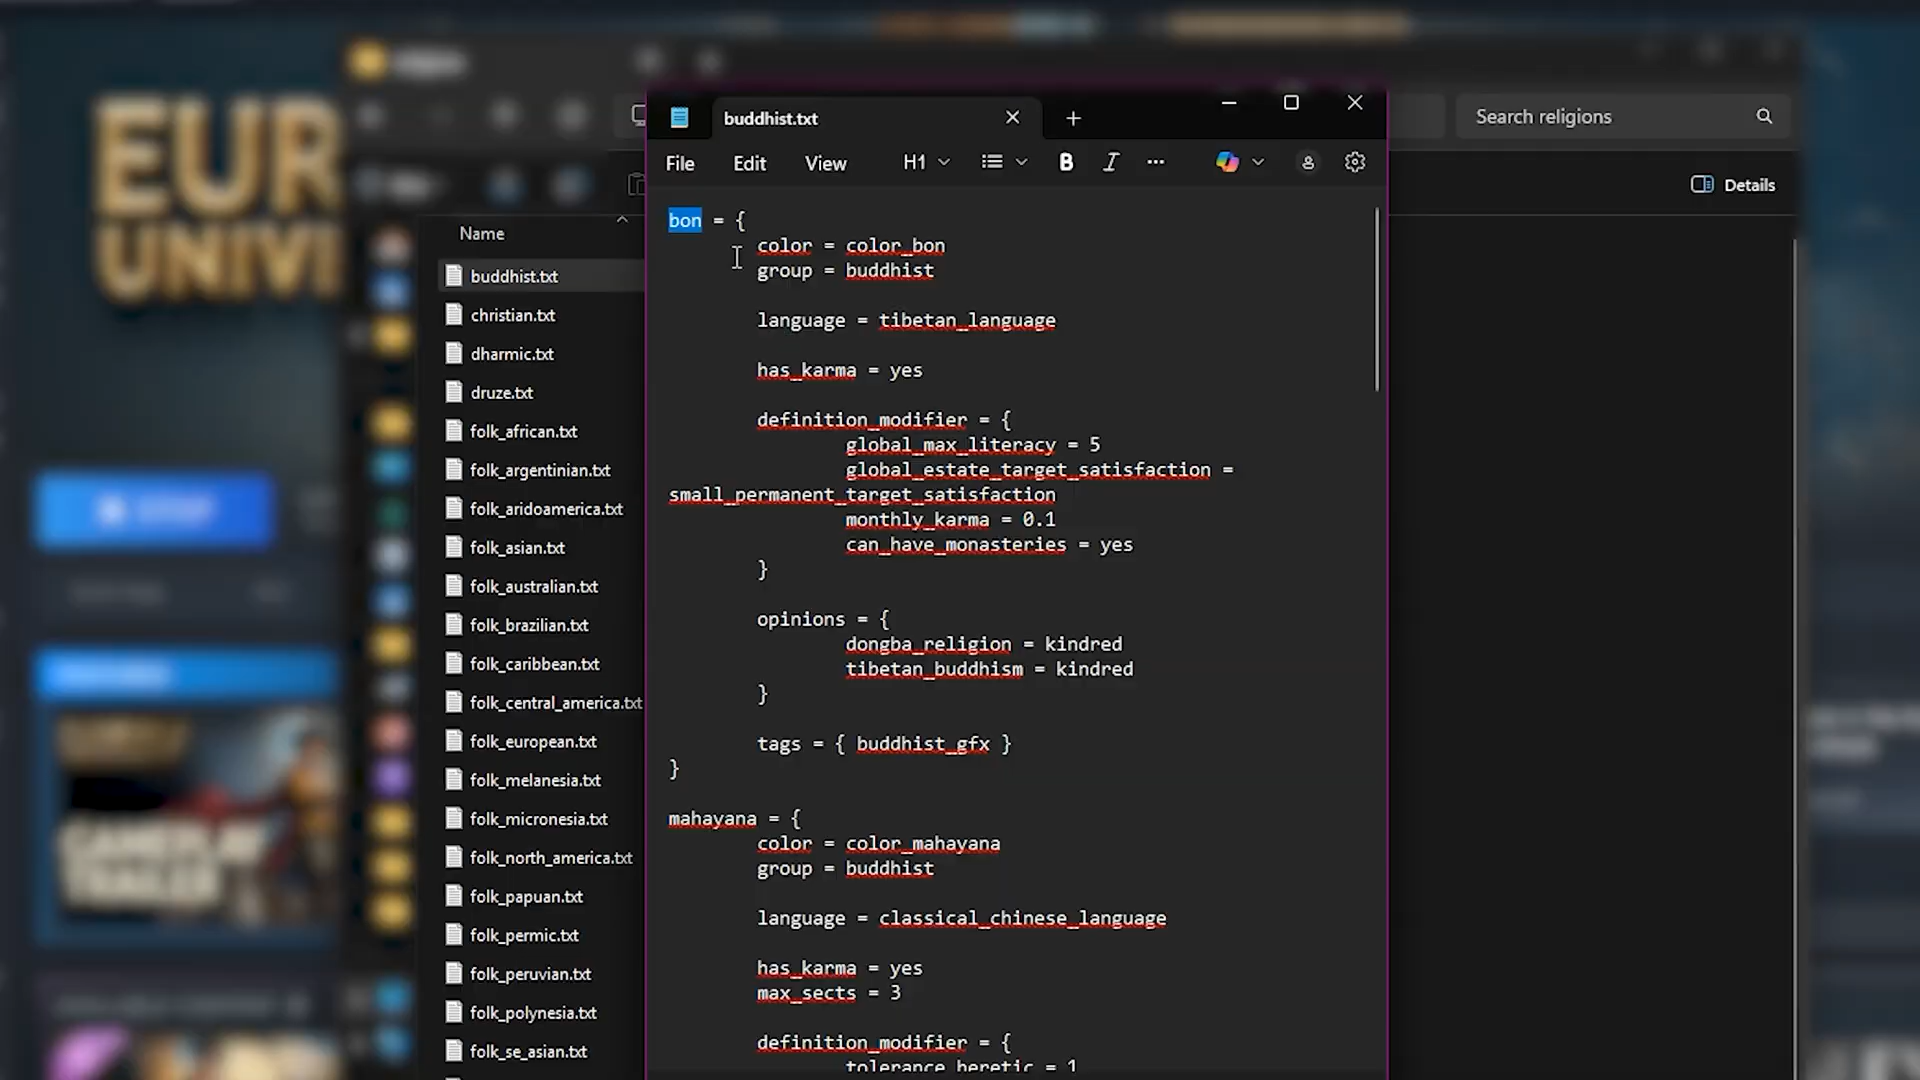 EUR
UNIVE
Search religions
Details
Name
buddhist.txt
christian.txt
dharmic.txt
druze.txt
folk_african.txt
folk_argentinian.txt
folk_aridoamerica.txt
folk_asian.txt
folk_australian.txt
folk_brazilian.txt
folk_caribbean.txt
folk_central_america.txt
folk_european.txt
folk_melanesia.txt
folk_micronesia.txt
folk_north_america.txt
folk_papuan.txt
folk_permic.txt
folk_peruvian.txt
folk_polynesia.txt
folk_se_asian.txt
STOP
GAMEPLAY
TRAILER
buddhist.txt
File Edit View H1 B I
bon = {
color = color_bon
group = buddhist
language = tibetan_language
has_karma = yes
definition_modifier = {
global_max_literacy = 5
global_estate_target_satisfaction =
small_permanent_target_satisfaction
monthly_karma = 0.1
can_have_monasteries = yes
}
opinions = {
dongba_religion = kindred
tibetan_buddhism = kindred
}
tags = { buddhist_gfx }
}
mahayana = {
color = color_mahayana
group = buddhist
language = classical_chinese_language
has_karma = yes
max_sects = 3
definition_modifier = {
tolerance_heretic = 1